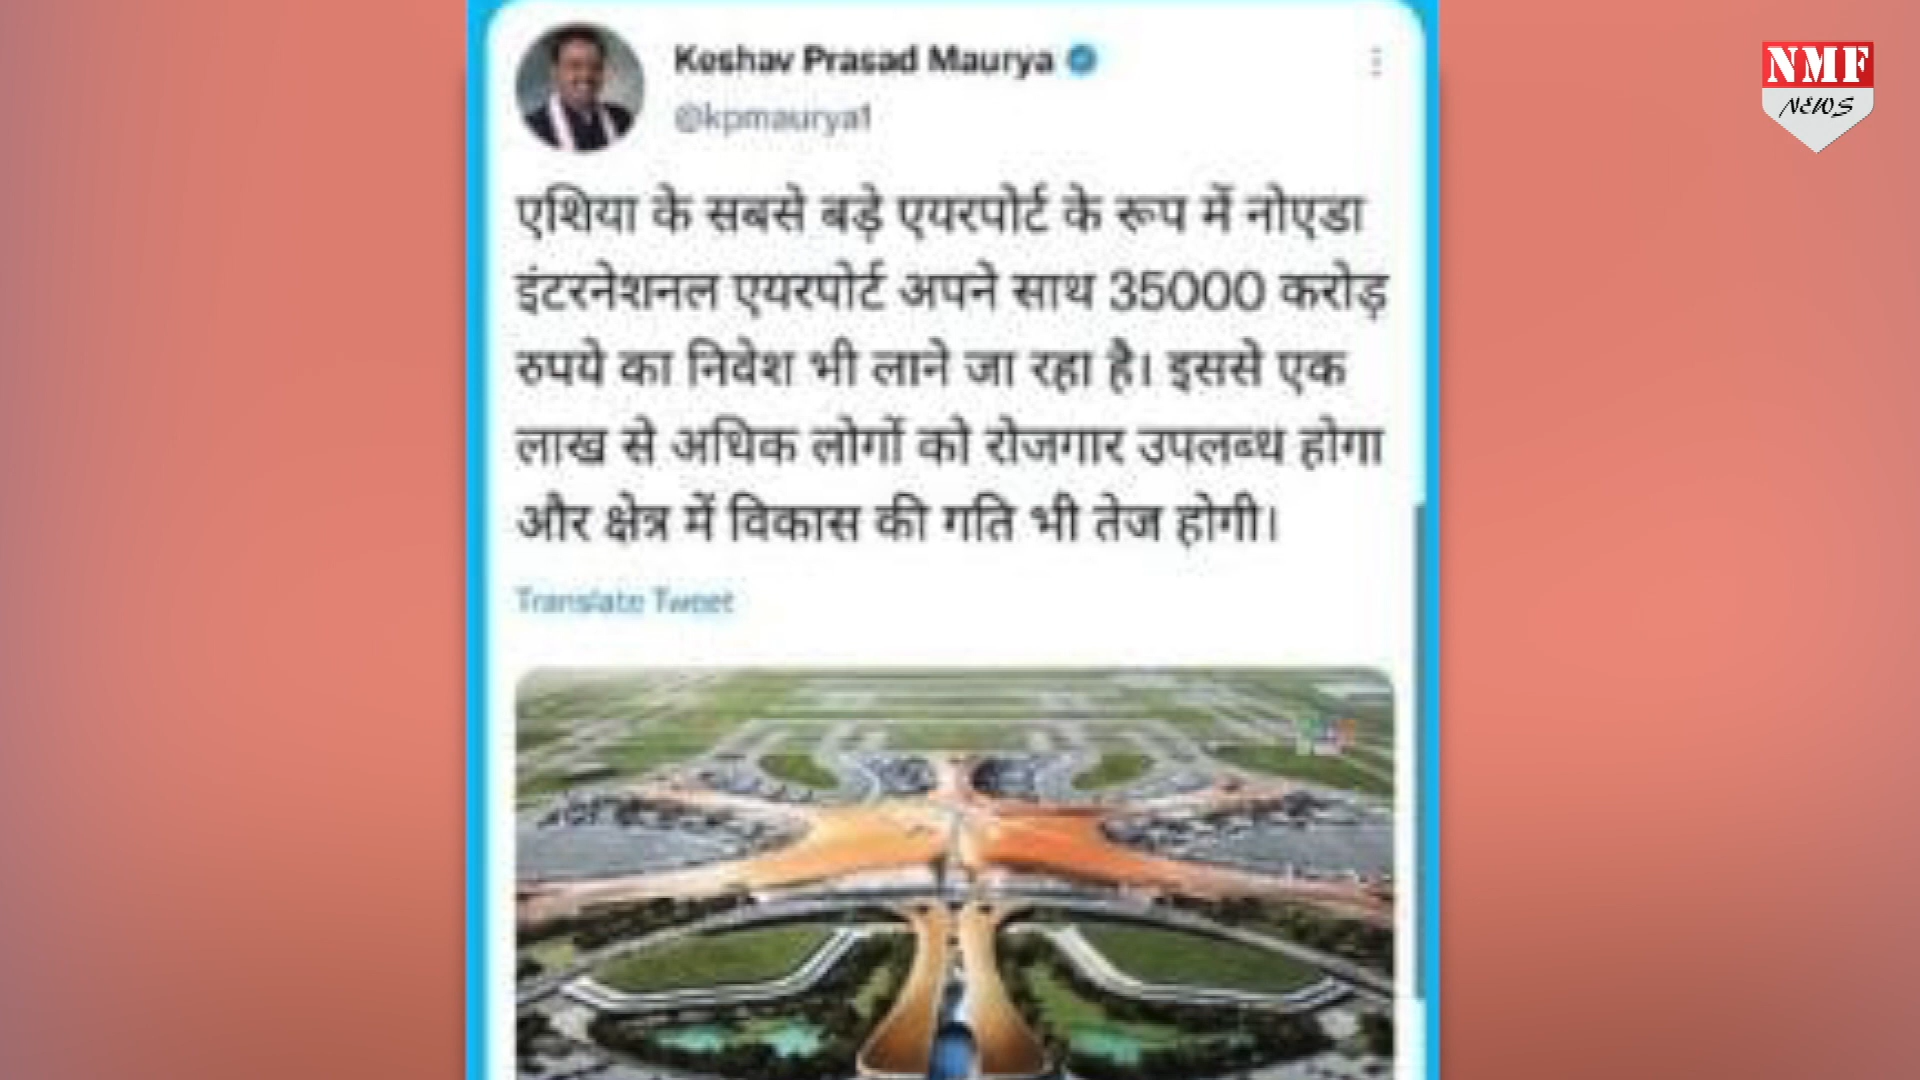 Keshav Prasad Maurya
@kpmaurya1
NMF
NEWS
एशिया के सबसे बड़े एयरपोर्ट के रूप में नोएडा
इंटरनेशनल एयरपोर्ट अपने साथ 35000 करोड़
रुपये का निवेश भी लाने जा रहा है। इससे एक
लाख से अधिक लोगों को रोजगार उपलब्ध होगा
और क्षेत्र में विकास की गति भी तेज होगी।
Translate Tweet